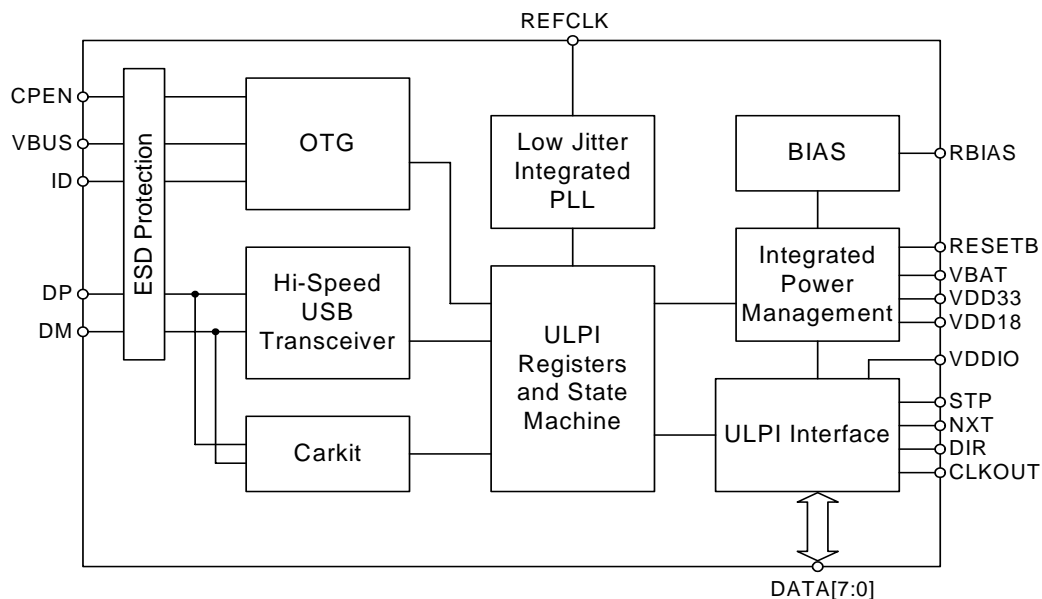 REFCLK
CPEN
VBUS
ID
DP
DM
ESD Protection
OTG
Hi-Speed
USB
Transceiver
Carkit
Low Jitter
Integrated
PLL
ULPI
Registers
and State
Machine
BIAS
Integrated
Power
Management
ULPI Interface
RBIAS
RESETB
VBAT
VDD33
VDD18
VDDIO
STP
NXT
DIR
CLKOUT
DATA[7:0]